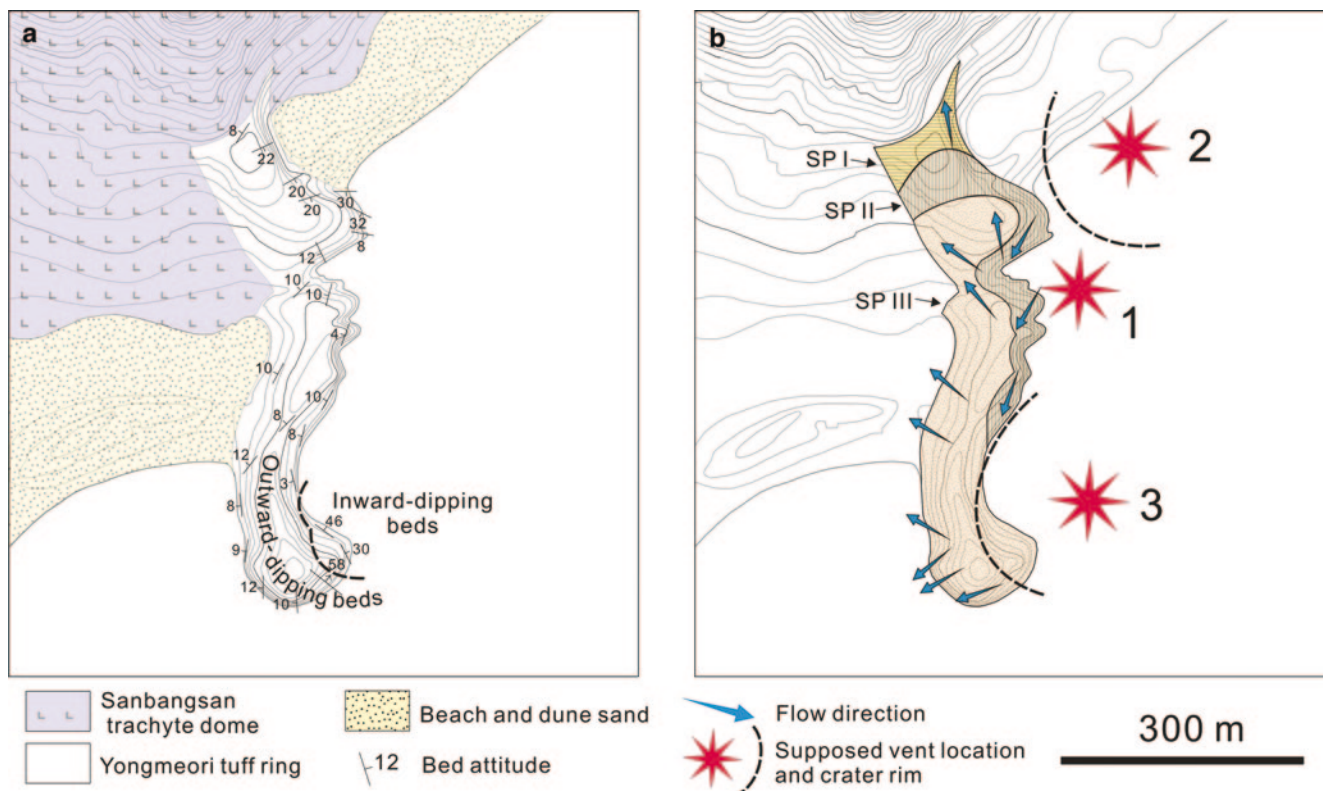 a
8
22
20
20
30
32
8
12
10
10
4
10
10
8
8
12
3
8
Outward-dipping beds
Inward-dipping
beds
46
30
58
9
12
10
b
SP I
SP II
SP III
2
1
3
Sanbangsan
trachyte dome
Yongmeori tuff ring
Beach and dune sand
12
Bed attitude
Flow direction
Supposed vent location
and crater rim
300 m